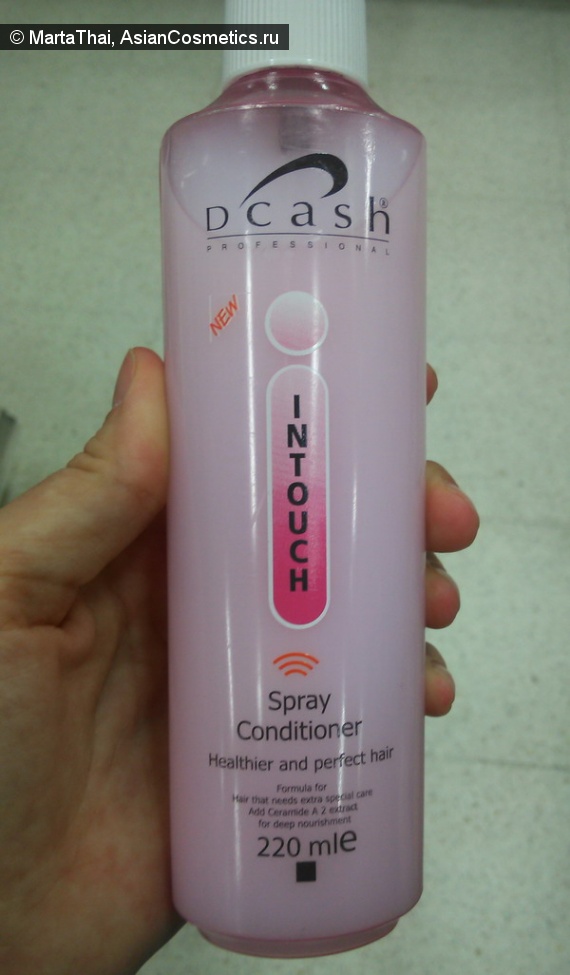 © MartaThai, AsianCosmetics.ru
Dcash®
PROFESSIONAL
NEW
INTOUCH
Spray
Conditioner
Healthier and perfect hair
Formula for
Hair that needs extra special care
Add Ceramide A 2 extract
for deep nourishment
220 mle